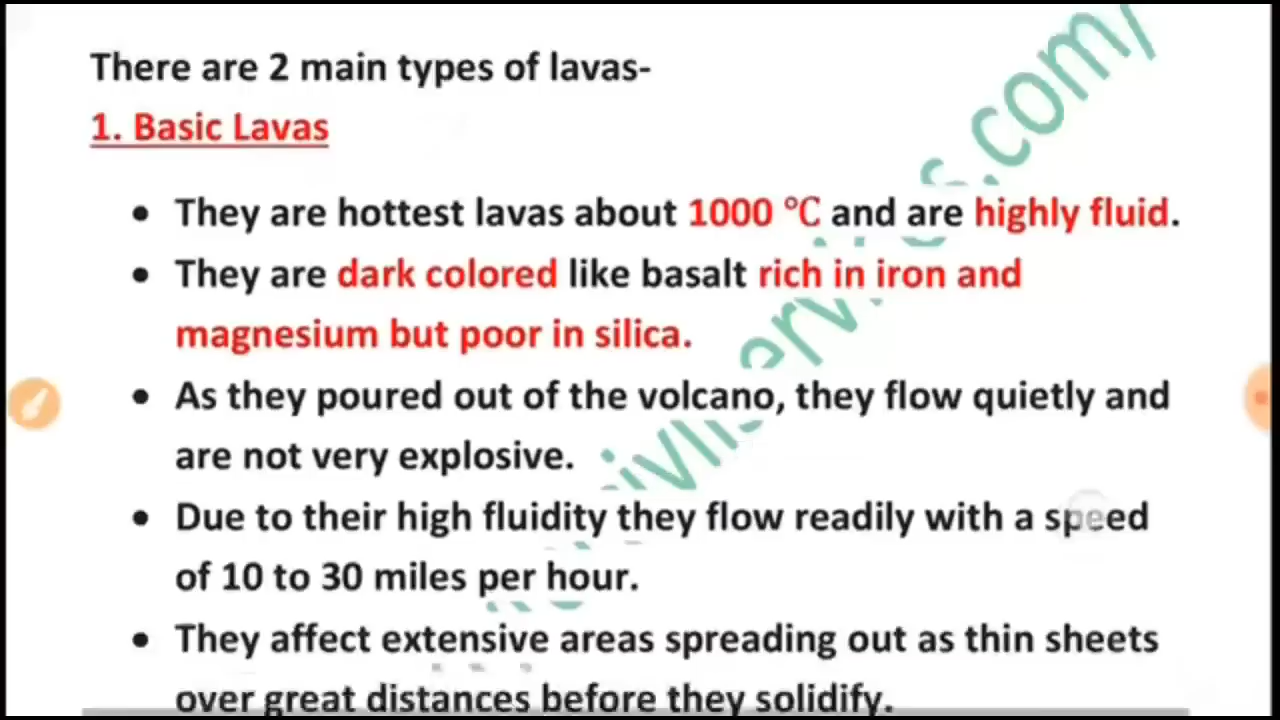 There are 2 main types of lavas-
1. Basic Lavas
• They are hottest lavas about 1000 °C and are highly fluid.
• They are dark colored like basalt rich in iron and
magnesium but poor in silica.
• As they poured out of the volcano, they flow quietly and
are not very explosive.
• Due to their high fluidity they flow readily with a speed
of 10 to 30 miles per hour.
• They affect extensive areas spreading out as thin sheets
over great distances before they solidify.